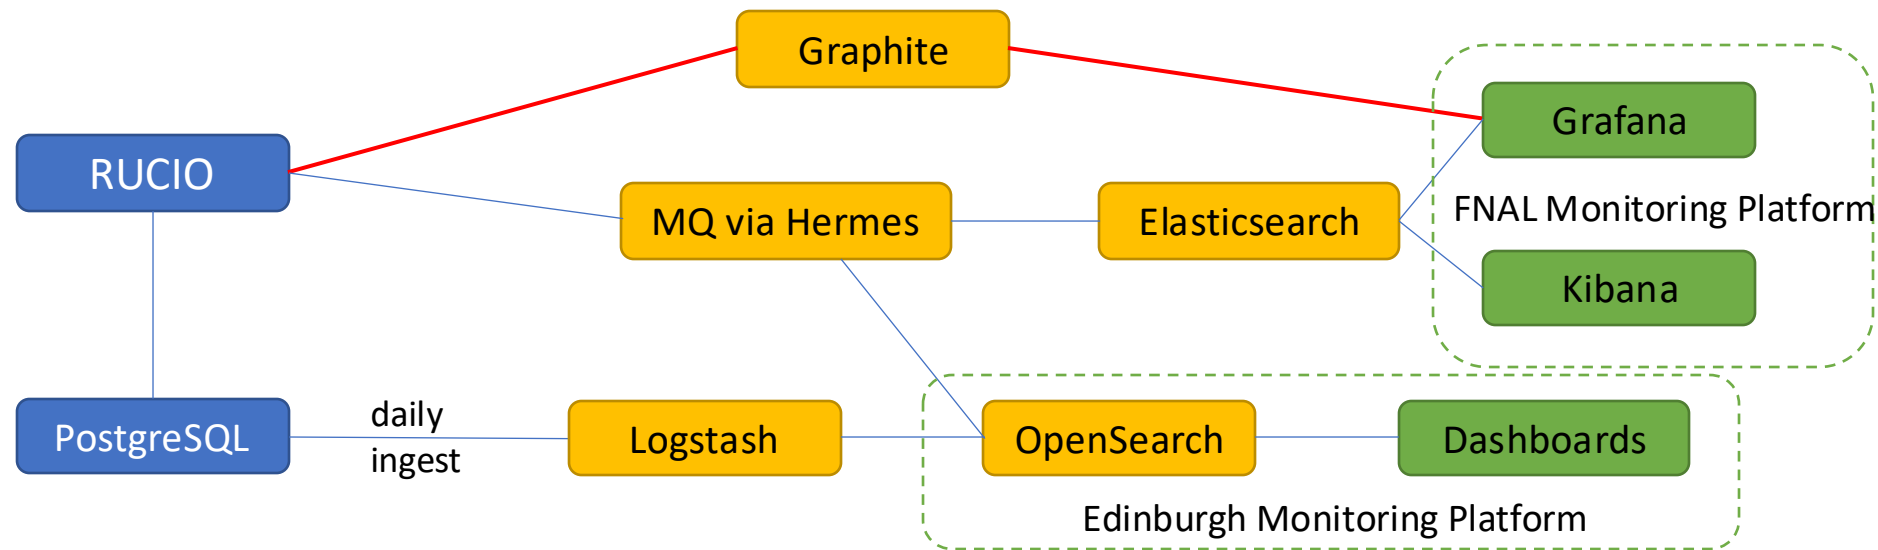 Graphite
Grafana
RUCIO
MQ via Hermes
Elasticsearch
FNAL Monitoring Platform
Kibana
PostgreSQL
daily
ingest
Logstash
OpenSearch
Dashboards
Edinburgh Monitoring Platform